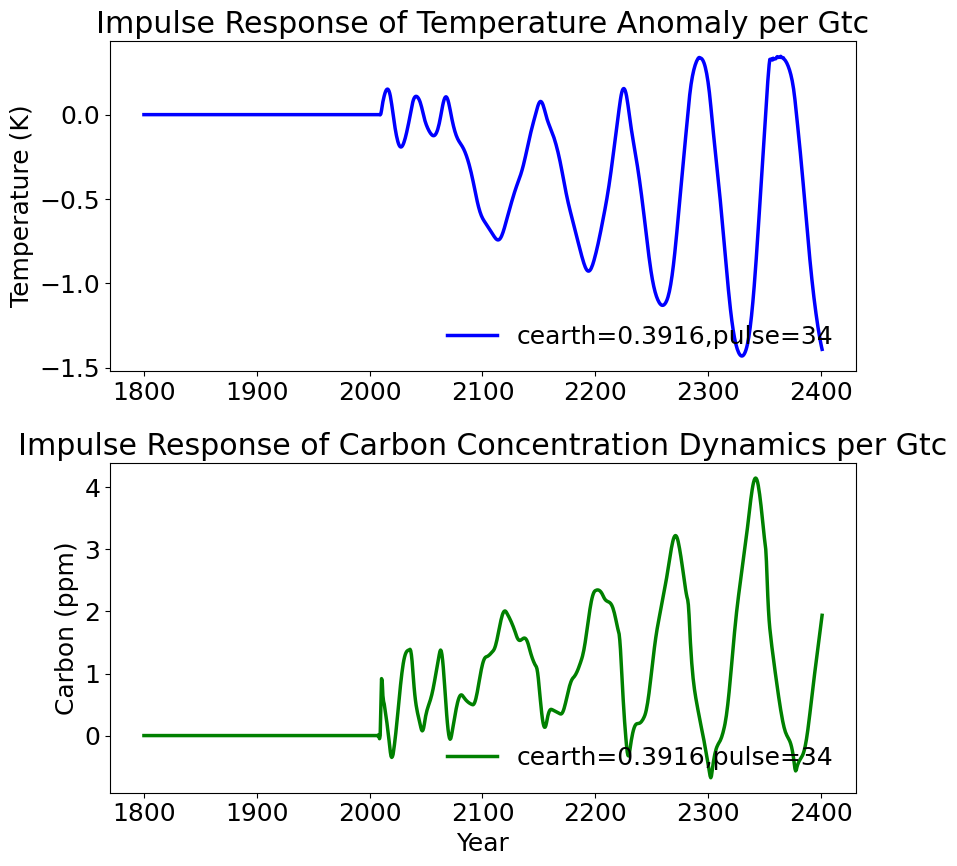 Impulse Response of Temperature Anomaly per Gtc
Temperature (K)
0.0
−0.5
−1.0
−1.5
cearth=0.3916,pulse=34
1800 1900 2000 2100 2200 2300 2400
Impulse Response of Carbon Concentration Dynamics per Gtc
Carbon (ppm)
4
3
2
1
0
cearth=0.3916,pulse=34
1800 1900 2000 2100 2200 2300 2400
Year